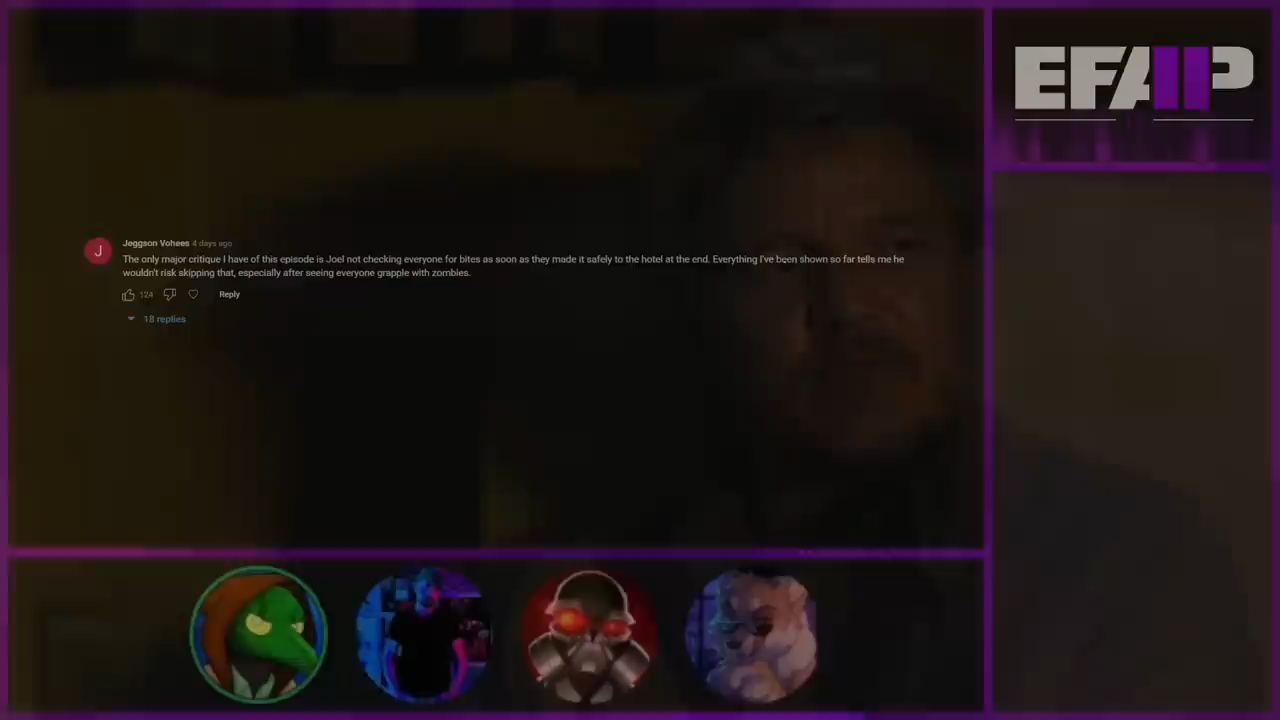 EFAP
J
Jeggson Vohees 4 days ago
The only major critique I have of this episode is Joel not checking everyone for bites as soon as they made it safely to the hotel at the end. Everything I've been shown so far tells me he
wouldn't risk skipping that, especially after seeing everyone grapple with zombies.
124 Reply
18 replies